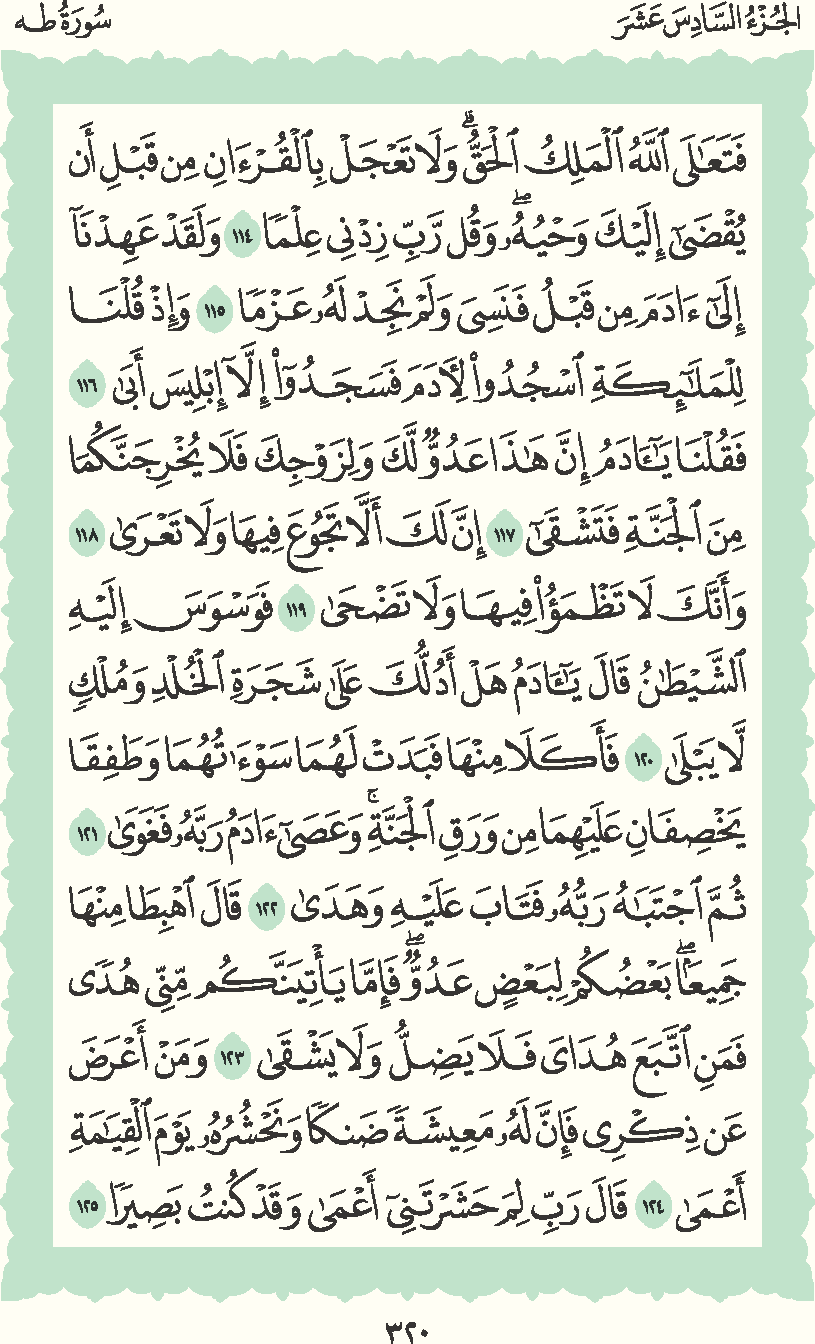 الجُزْءُ السَّادِسَ عَشَرَ
سُورَةُ طه
فَتَعَٰلَى ٱللَّهُ ٱلْمَلِكُ ٱلْحَقُّۗ وَلَا تَعْجَلْ بِٱلْقُرْءَانِ مِن قَبْلِ أَن
يُقْضَىٰٓ إِلَيْكَ وَحْيُهُۥۖ وَقُل رَّبِّ زِدْنِى عِلْمًا ١١٤ وَلَقَدْ عَهِدْنَآ
إِلَىٰٓ ءَادَمَ مِن قَبْلُ فَنَسِىَ وَلَمْ نَجِدْ لَهُۥ عَزْمًا ١١٥ وَإِذْ قُلْنَا
لِلْمَلَٰٓئِكَةِ ٱسْجُدُوا۟ لِـَٔادَمَ فَسَجَدُوٓا۟ إِلَّآ إِبْلِيسَ أَبَىٰ ١١٦
فَقُلْنَا يَٰٓـَٔادَمُ إِنَّ هَٰذَا عَدُوٌّ لَّكَ وَلِزَوْجِكَ فَلَا يُخْرِجَنَّكُمَا
مِنَ ٱلْجَنَّةِ فَتَشْقَىٰٓ ١١٧ إِنَّ لَكَ أَلَّا تَجُوعَ فِيهَا وَلَا تَعْرَىٰ ١١٨
وَأَنَّكَ لَا تَظْمَؤُا۟ فِيهَا وَلَا تَضْحَىٰ ١١٩ فَوَسْوَسَ إِلَيْهِ
ٱلشَّيْطَٰنُ قَالَ يَٰٓـَٔادَمُ هَلْ أَدُلُّكَ عَلَىٰ شَجَرَةِ ٱلْخُلْدِ وَمُلْكٍ
لَّا يَبْلَىٰ ١٢٠ فَأَكَلَا مِنْهَا فَبَدَتْ لَهُمَا سَوْءَٰتُهُمَا وَطَفِقَا
يَخْصِفَانِ عَلَيْهِمَا مِن وَرَقِ ٱلْجَنَّةِۚ وَعَصَىٰٓ ءَادَمُ رَبَّهُۥ فَغَوَىٰ ١٢١
ثُمَّ ٱجْتَبَٰهُ رَبُّهُۥ فَتَابَ عَلَيْهِ وَهَدَىٰ ١٢٢ قَالَ ٱهْبِطَا مِنْهَا
جَمِيعًۢاۖ بَعْضُكُمْ لِبَعْضٍ عَدُوٌّۖ فَإِمَّا يَأْتِيَنَّكُم مِّنِّى هُدًى
فَمَنِ ٱتَّبَعَ هُدَاىَ فَلَا يَضِلُّ وَلَا يَشْقَىٰ ١٢٣ وَمَنْ أَعْرَضَ
عَن ذِكْرِى فَإِنَّ لَهُۥ مَعِيشَةً ضَنكًا وَنَحْشُرُهُۥ يَوْمَ ٱلْقِيَٰمَةِ
أَعْمَىٰ ١٢٤ قَالَ رَبِّ لِمَ حَشَرْتَنِىٓ أَعْمَىٰ وَقَدْ كُنتُ بَصِيرًا ١٢٥
٣٢٠